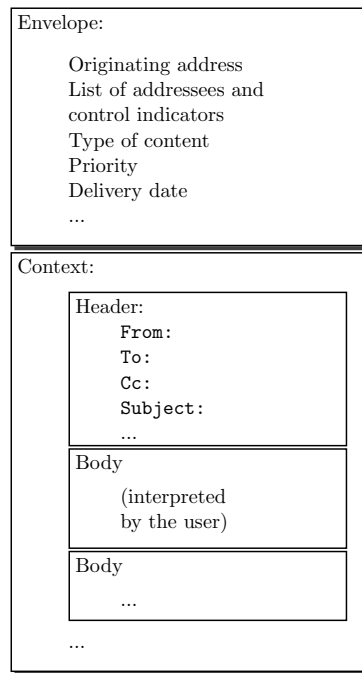 Envelope:
Originating address
List of addressees and
control indicators
Type of content
Priority
Delivery date
...
Context:
Header:
From:
To:
Cc:
Subject:
...
Body
(interpreted
by the user)
Body
...
...